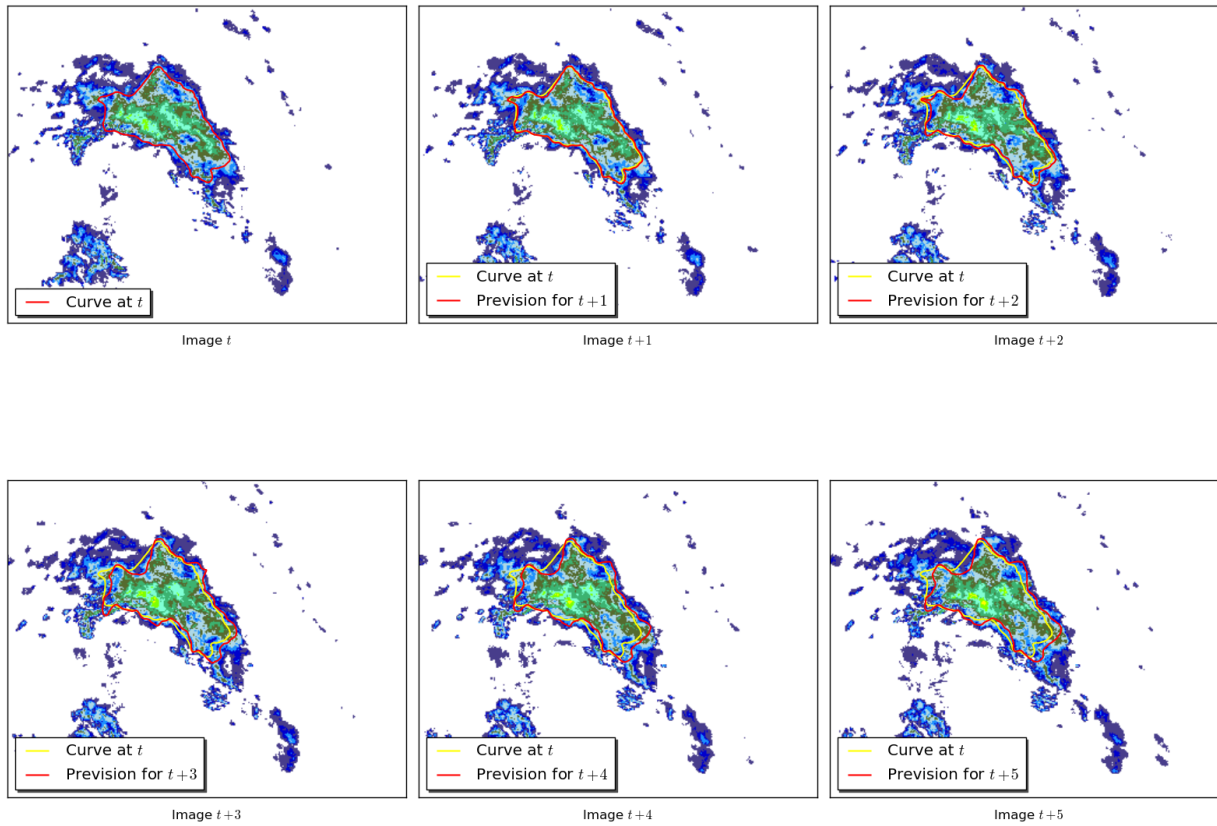 Curve at t
Image t
Curve at t
Prevision for t+1
Image t+1
Curve at t
Prevision for t+2
Image t+2
Curve at t
Prevision for t+3
Image t+3
Curve at t
Prevision for t+4
Image t+4
Curve at t
Prevision for t+5
Image t+5